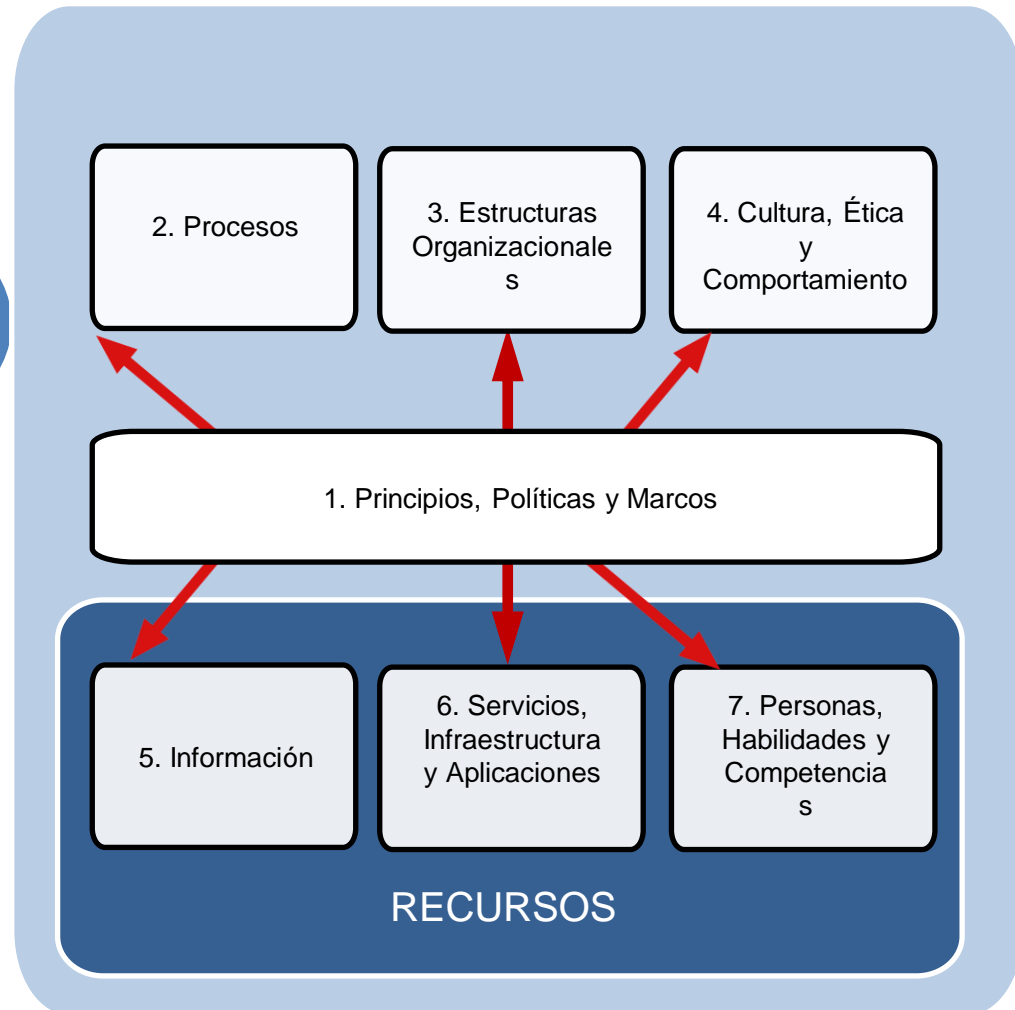 2. Procesos
3. Estructuras
Organizacionale
s
4. Cultura, Ética
y
Comportamiento
1. Principios, Políticas y Marcos
5. Información
6. Servicios,
Infraestructura
y Aplicaciones
7. Personas,
Habilidades y
Competencia
s
RECURSOS